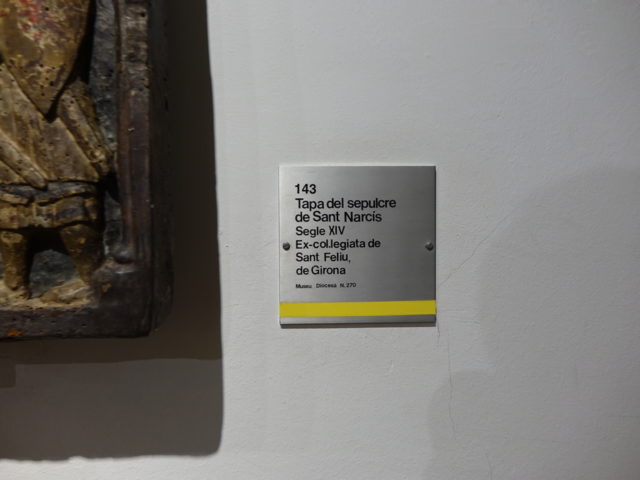 143
Tapa del sepulcre
de Sant Narcís
Segle XIV
Ex-col.legiata de
Sant Feliu,
de Girona
Museu Diocesà N. 270